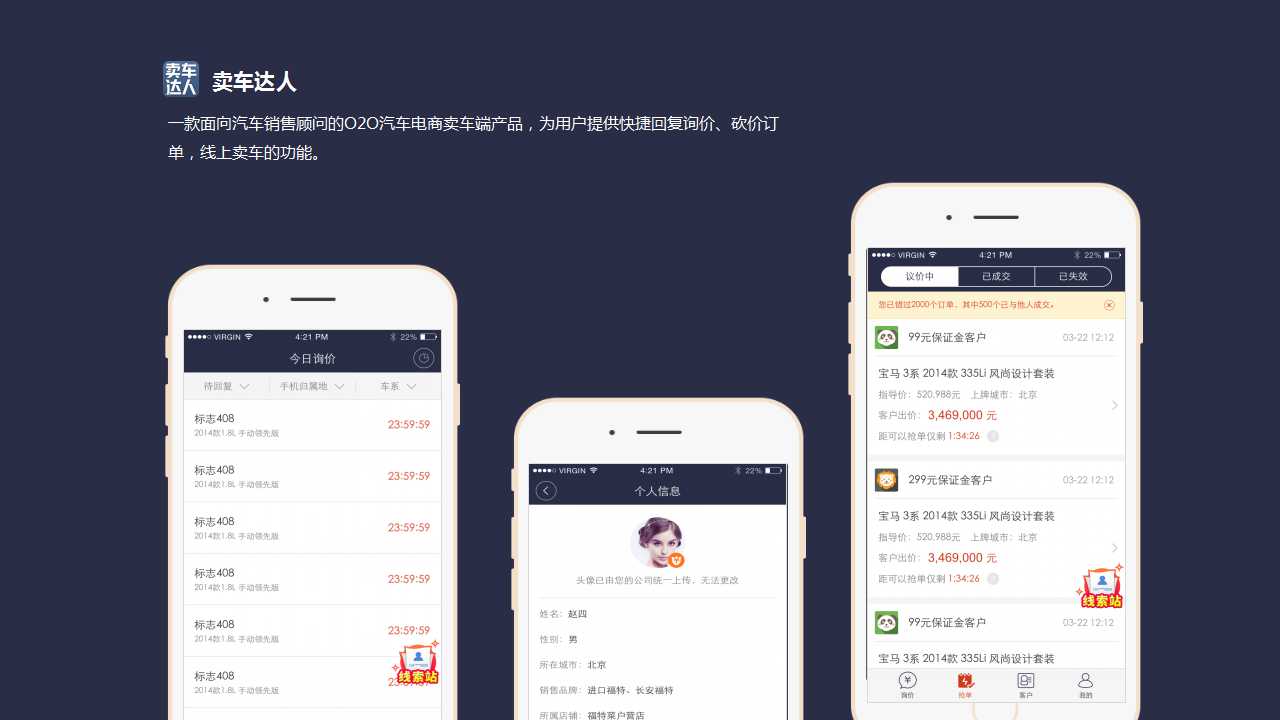 卖车
达人
卖车达人
一款面向汽车销售顾问的O2O汽车电商卖车端产品，为用户提供快捷回复询价、砍价订
单，线上卖车的功能。
VIRGIN 4:21 PM 22%
今日询价
待回复 手机归属地 车系
标志408
2014款1.8L 手动领先版
23:59:59
标志408
2014款1.8L 手动领先版
23:59:59
标志408
2014款1.8L 手动领先版
23:59:59
标志408
2014款1.8L 手动领先版
23:59:59
标志408
2014款1.8L 手动领先版
23:59:59
标志408
2014款1.8L 手动领先版
线索站
VIRGIN 4:21 PM 22%
个人信息
头像已由您的公司统一上传，无法更改
姓名：赵四
性别：男
所在城市：北京
销售品牌：进口福特、长安福特
所属店铺：福特菜户营店
VIRGIN 4:21 PM 22%
议价中 已成交 已失效
您已错过2000个订单，其中500个已与他人成交。
99元保证金客户 03-22 12:12
宝马 3系 2014款 335Li 风尚设计套装
指导价：520,988元 上牌城市：北京
客户出价：3,469,000 元
距可以抢单仅剩 1:34:26
299元保证金客户 03-22 12:12
宝马 3系 2014款 335Li 风尚设计套装
指导价：520,988元 上牌城市：北京
客户出价：3,469,000 元
距可以抢单仅剩 1:34:26
线索站
99元保证金客户 03-22 12:12
宝马 3系 2014款 335Li 风尚设计套装
询价 抢单 客户 我的